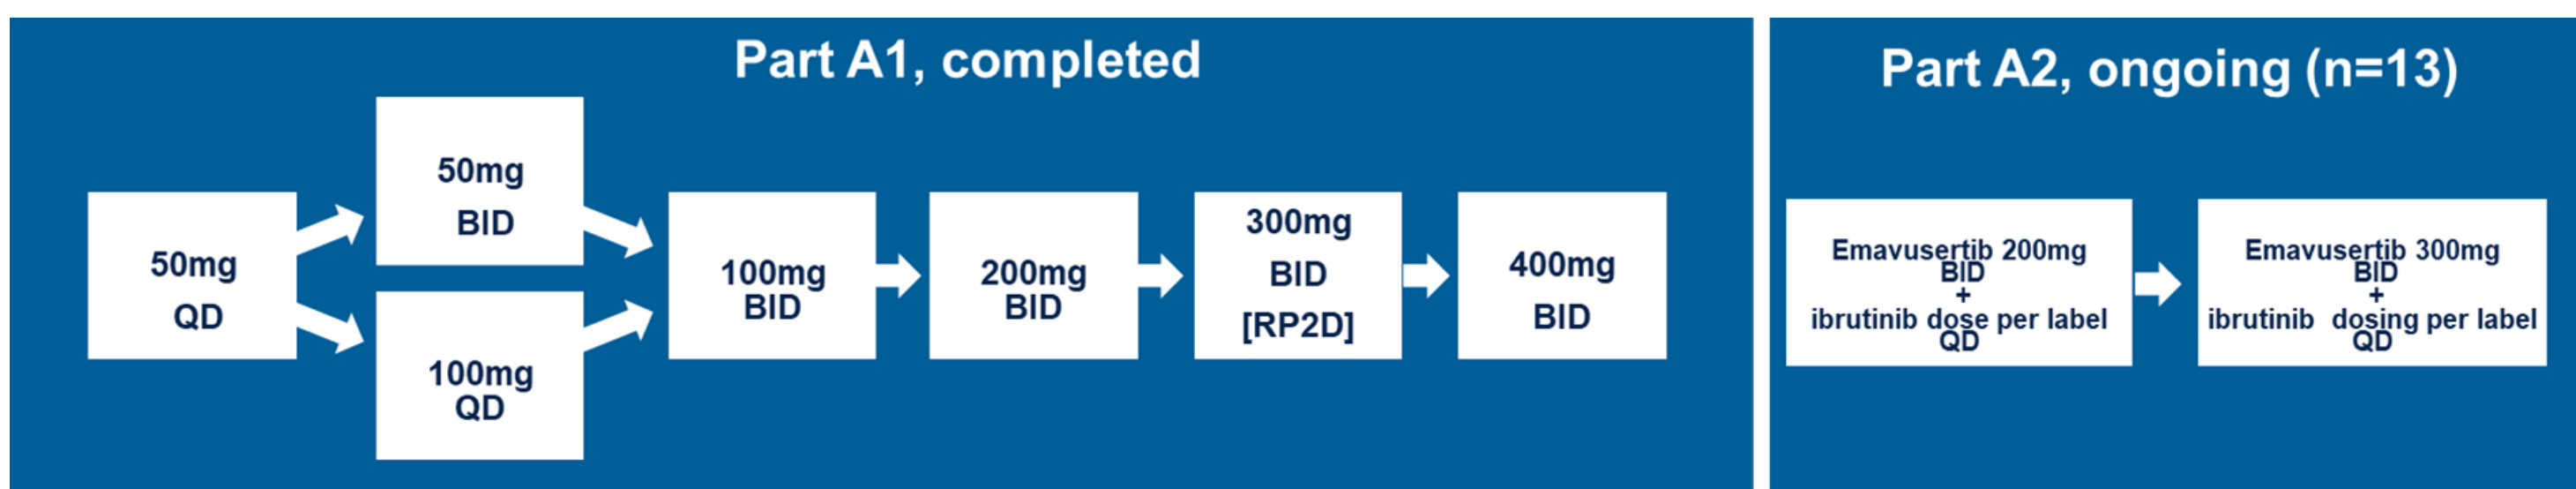 Part A1, completed
50mg
QD
50mg
BID
100mg
QD
100mg
BID
200mg
BID
300mg
BID
[RP2D]
400mg
BID
Part A2, ongoing (n=13)
Emavusertib 200mg
BID
+
ibrutinib dose per label
QD
Emavusertib 300mg
BID
+
ibrutinib dosing per label
QD